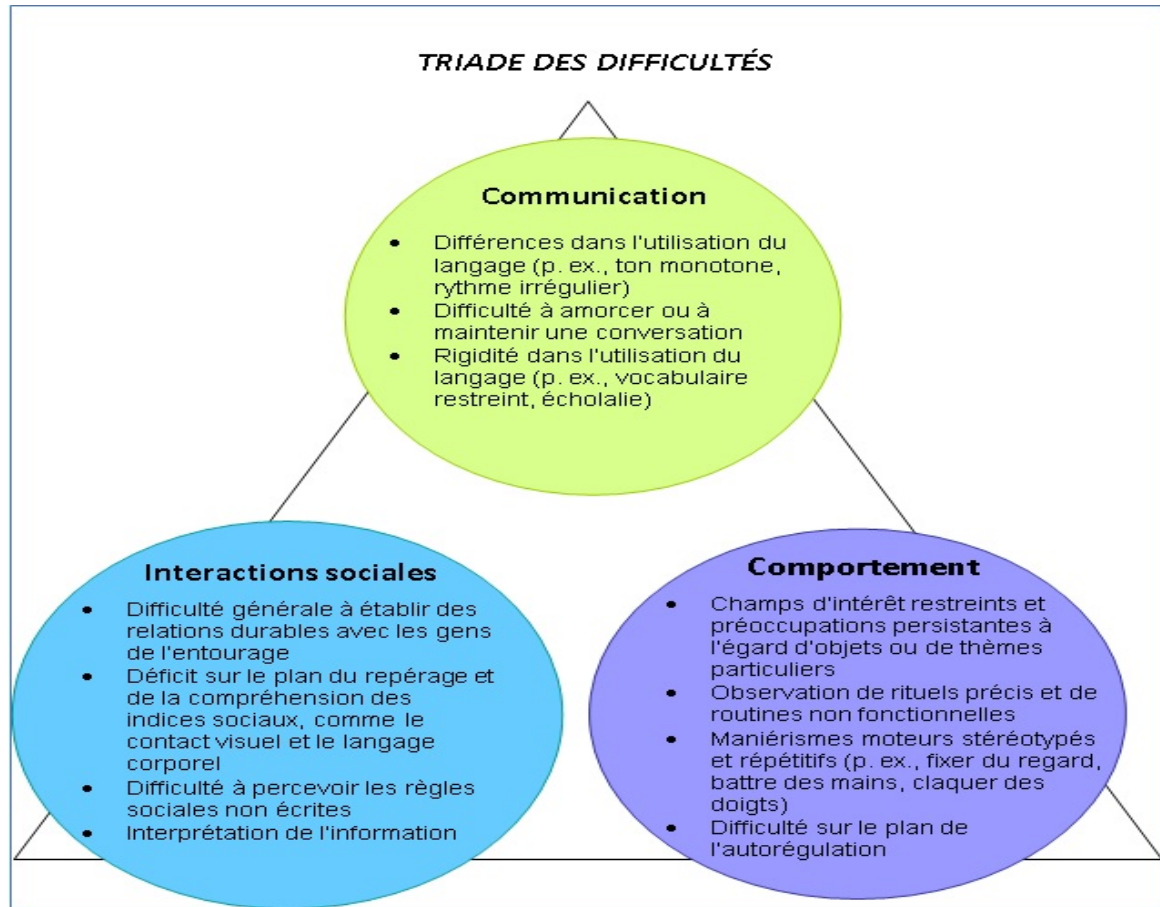 TRIADE DES DIFFICULTÉS
Communication
• Différences dans l'utilisation du
langage (p. ex., ton monotone,
rythme irrégulier)
• Difficulté à amorcer ou à
maintenir une conversation
• Rigidité dans l'utilisation du
langage (p. ex., vocabulaire
restreint, écholalie)
Interactions sociales
• Difficulté générale à établir des
relations durables avec les gens
de l'entourage
• Déficit sur le plan du repérage et
de la compréhension des
indices sociaux, comme le
contact visuel et le langage
corporel
• Difficulté à percevoir les règles
sociales non écrites
• Interprétation de l'information
Comportement
• Champs d'intérêt restreints et
préoccupations persistantes à
l'égard d'objets ou de thèmes
particuliers
• Observation de rituels précis et de
routines non fonctionnelles
• Maniérismes moteurs stéréotypés
et répétitifs (p. ex., fixer du regard,
battre des mains, claquer des
doigts)
• Difficulté sur le plan de
l'autorégulation